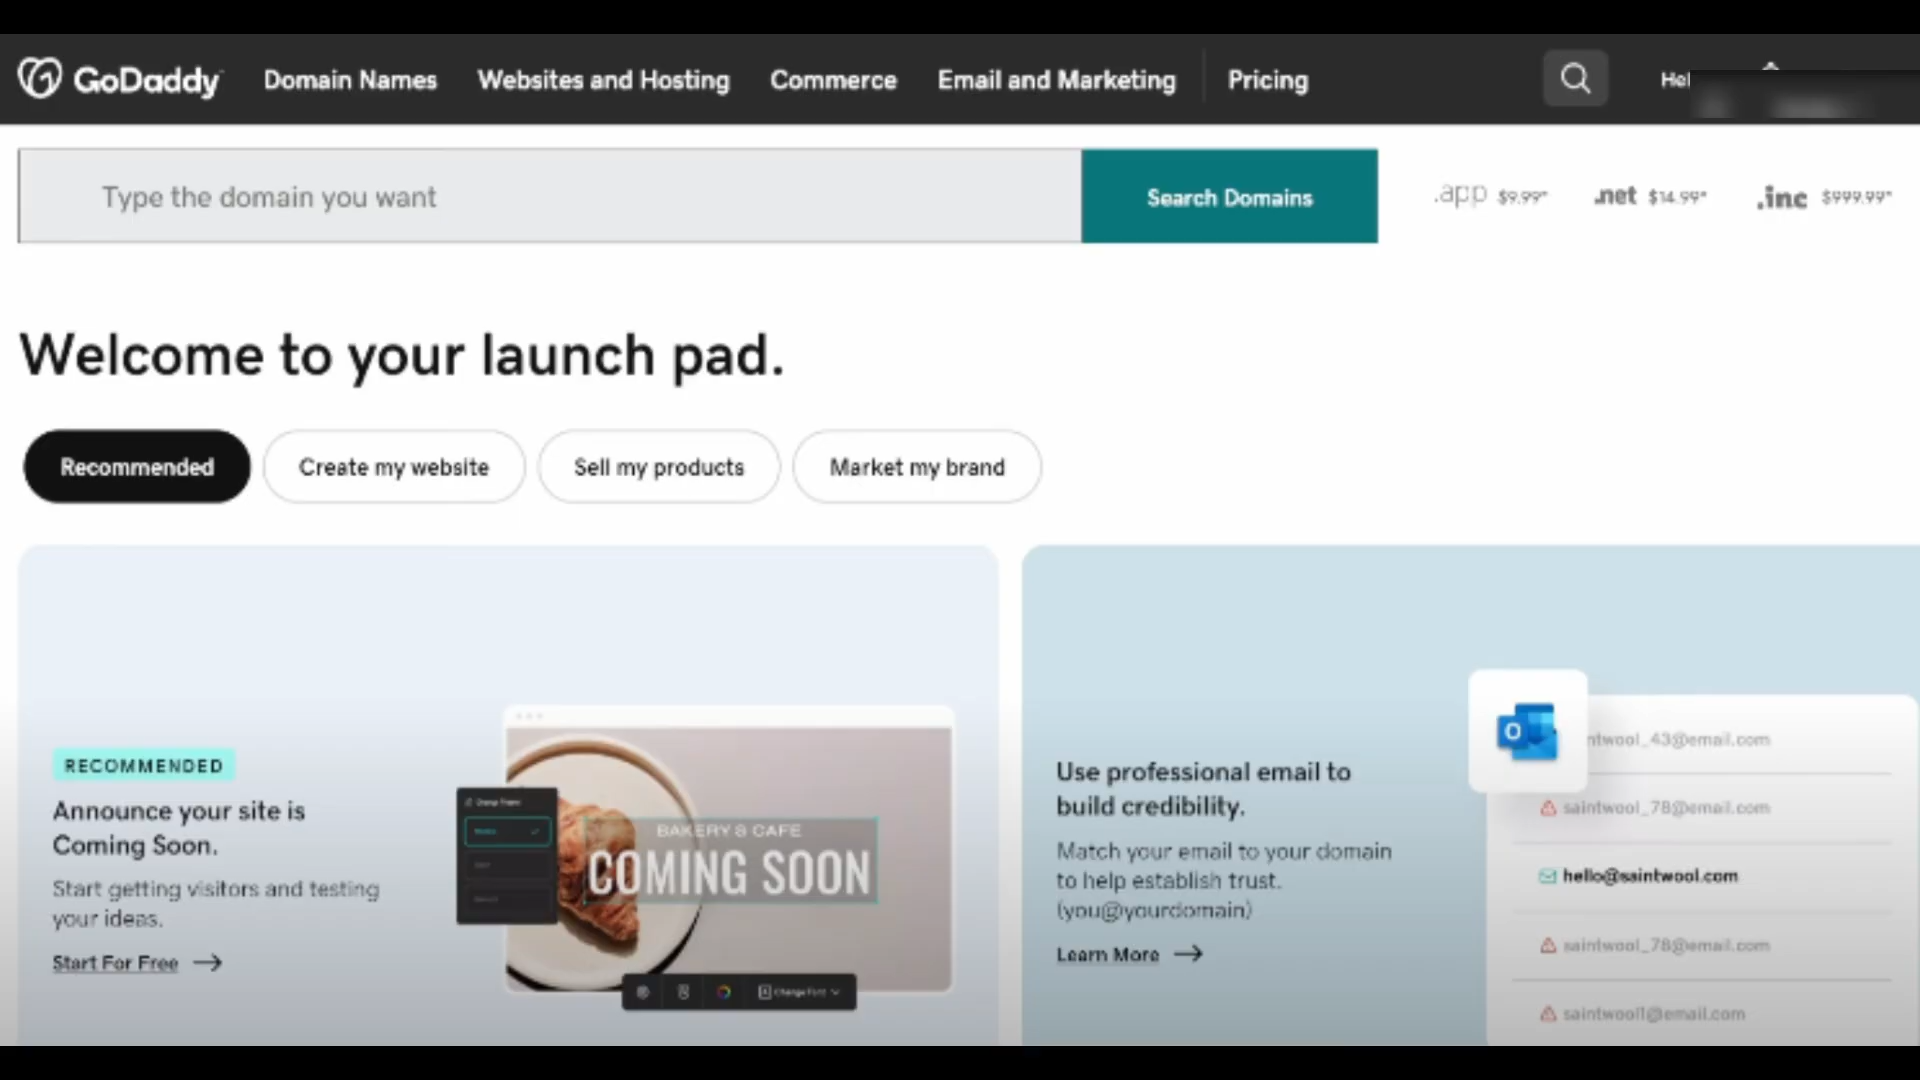 GoDaddy Domain Names Websites and Hosting Commerce Email and Marketing Pricing
Type the domain you want Search Domains .app $9.99* .net $14.99* .inc $999.99*
Welcome to your launch pad.
Recommended Create my website Sell my products Market my brand
RECOMMENDED
Announce your site is
Coming Soon.
Start getting visitors and testing
your ideas.
Start For Free
BAKERY & CAFE
COMING SOON
Change Font
Use professional email to
build credibility.
Match your email to your domain
to help establish trust.
(you@yourdomain)
Learn More
ntwool_43@email.com
saintwool_78@email.com
hello@saintwool.com
saintwool_78@email.com
saintwool1@email.com